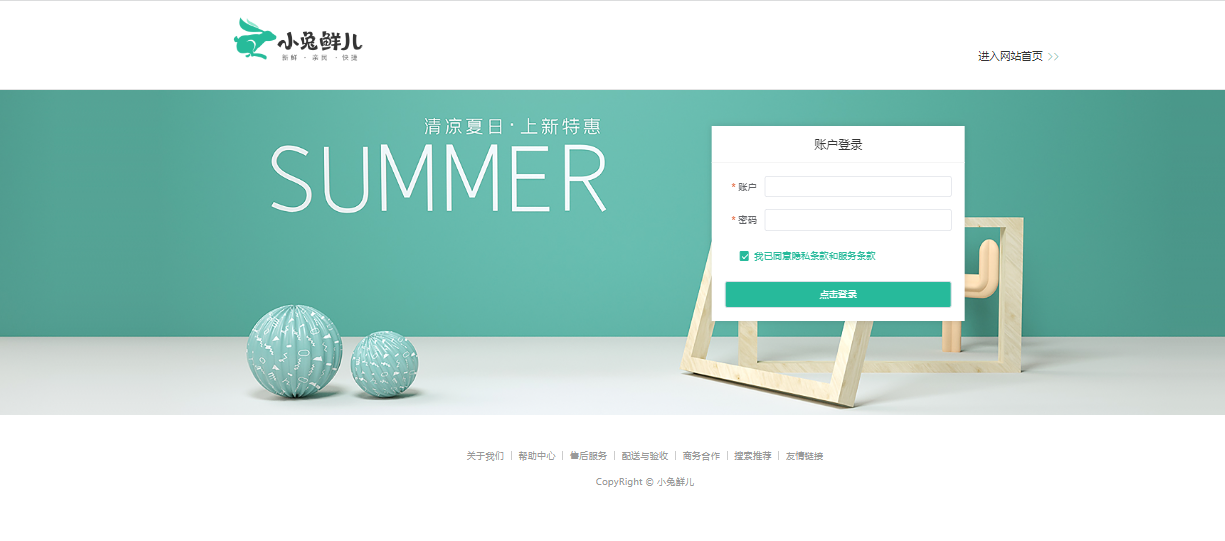 小兔鲜儿
新鲜 · 亲民 · 快捷
进入网站首页 >>
清凉夏日·上新特惠
SUMMER
账户登录
* 账户
* 密码
我已同意隐私条款和服务条款
点击登录
关于我们 | 帮助中心 | 售后服务 | 配送与验收 | 商务合作 | 搜索推荐 | 友情链接
CopyRight © 小兔鲜儿